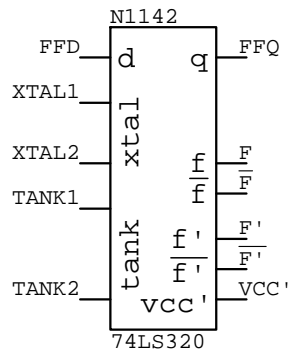 N1142
FFD d q FFQ
XTAL1
xtal
XTAL2
f F
f̅ F̅
TANK1
tank
f' F'
f'̅ F'̅
TANK2 vcc' VCC'
74LS320